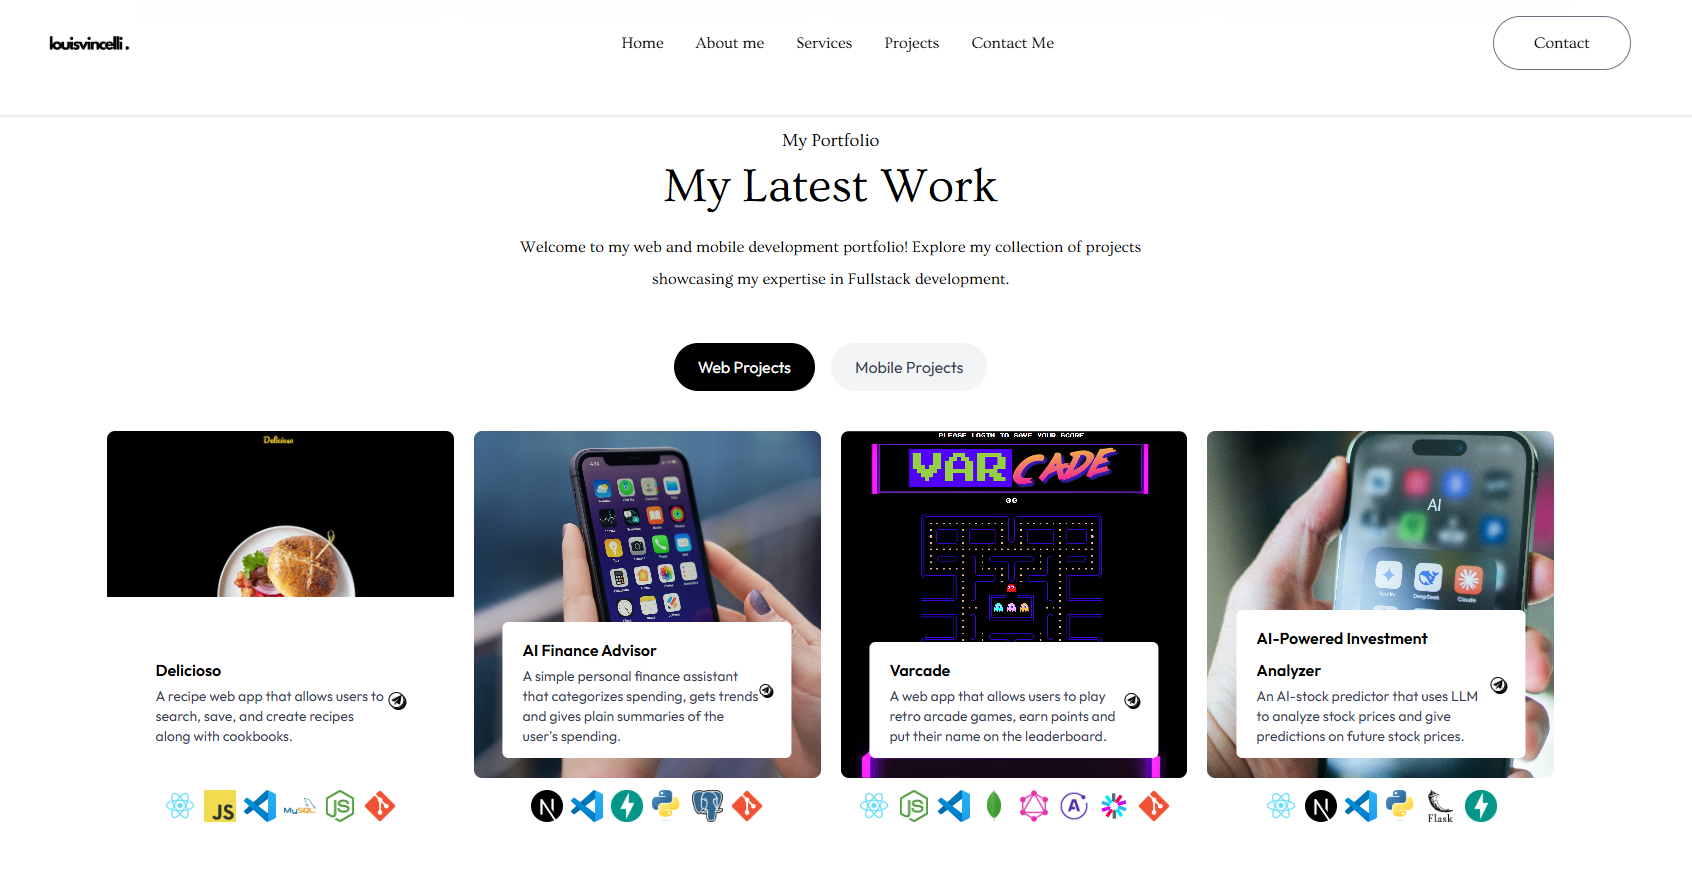 louisvincelli.
Home
About me
Services
Projects
Contact Me
Contact
My Portfolio
My Latest Work
Welcome to my web and mobile development portfolio! Explore my collection of projects
showcasing my expertise in Fullstack development.
Web Projects
Mobile Projects
Delicioso
Delicioso
A recipe web app that allows users to
search, save, and create recipes
along with cookbooks.
JS
MySQL
JS
AI Finance Advisor
A simple personal finance assistant
that categorizes spending, gets trends
and gives plain summaries of the
user's spending.
N
PLEASE LOGIN TO SAVE YOUR SCORE
VARCADE
Varcade
A web app that allows users to play
retro arcade games, earn points and
put their name on the leaderboard.
JS
A
AI
DeepSeek
Claude
AI-Powered Investment
Analyzer
An AI-stock predictor that uses LLM
to analyze stock prices and give
predictions on future stock prices.
N
Flask